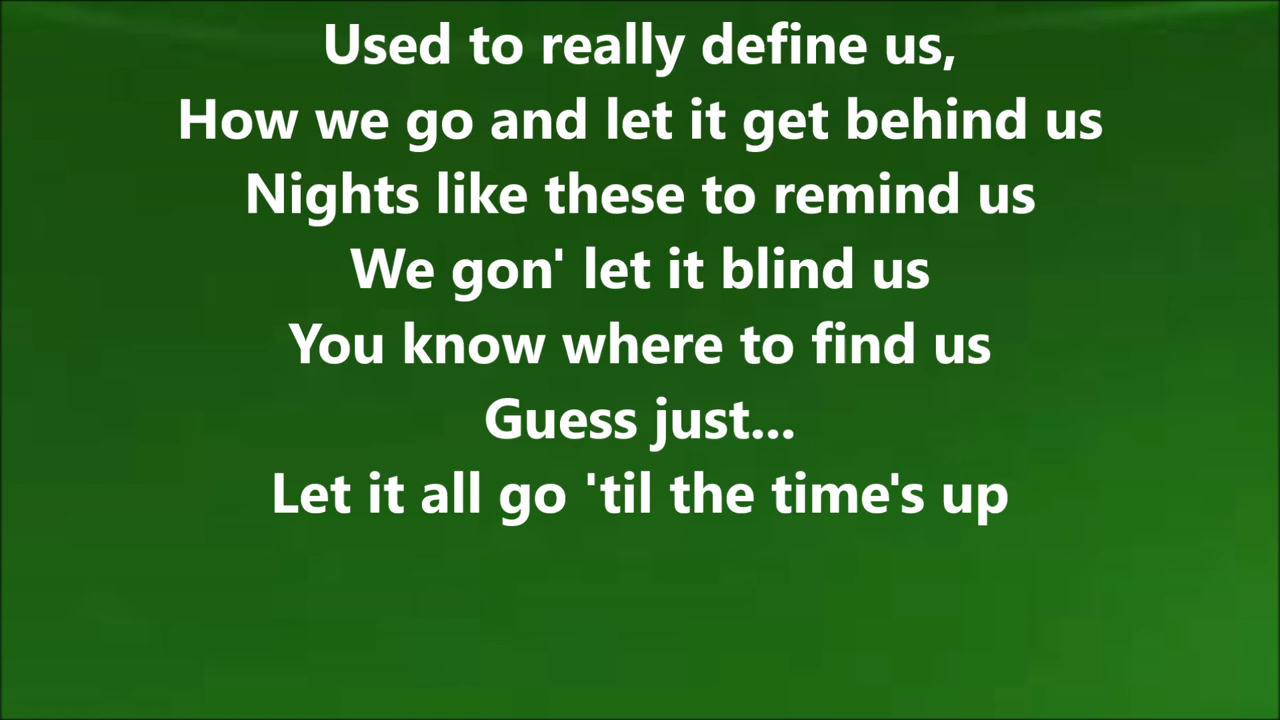 Used to really define us,
How we go and let it get behind us
Nights like these to remind us
We gon' let it blind us
You know where to find us
Guess just...
Let it all go 'til the time's up